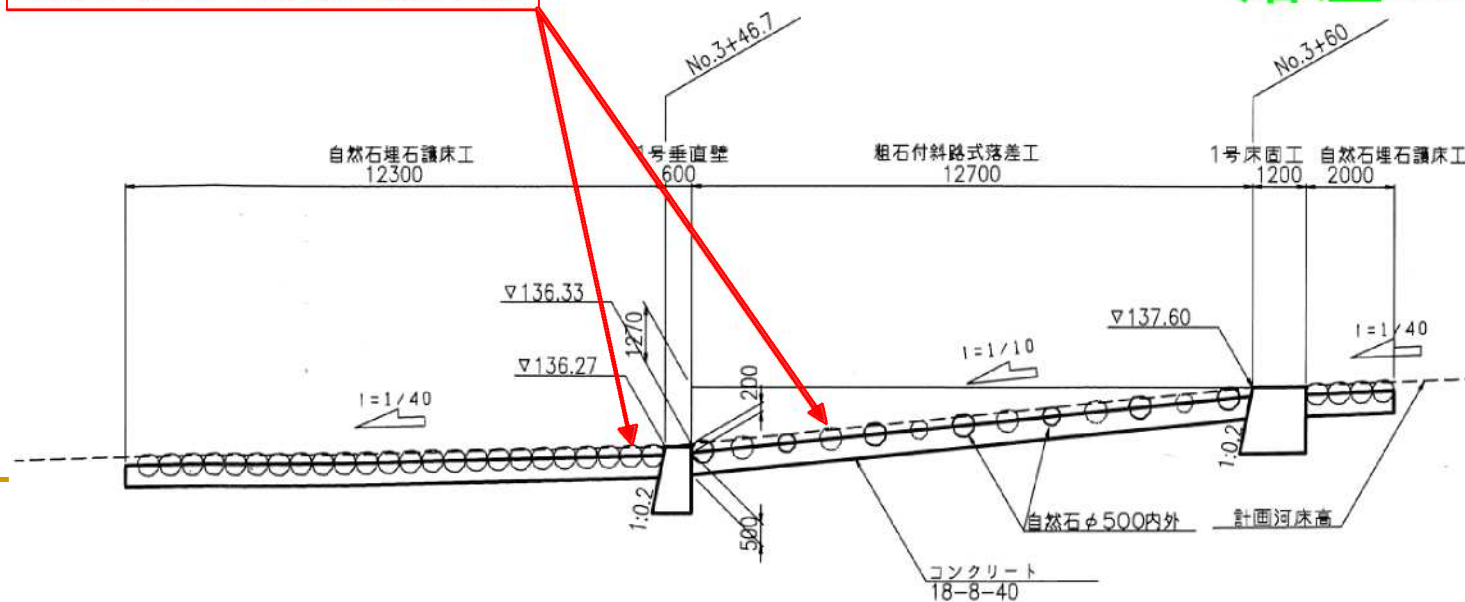 No.3+46.7
No.3+60
自然石埋石護床工
1号垂直壁
粗石付斜路式落差工
1号床固工
自然石埋石護床工
12300
600
12700
1200
2000
▽136.33
1270
▽136.27
200
▽137.60
I=1/40
I=1/10
I=1/40
1:0.2
1:0.2
500
自然石φ500内外
計画河床高
コンクリート
18-8-40